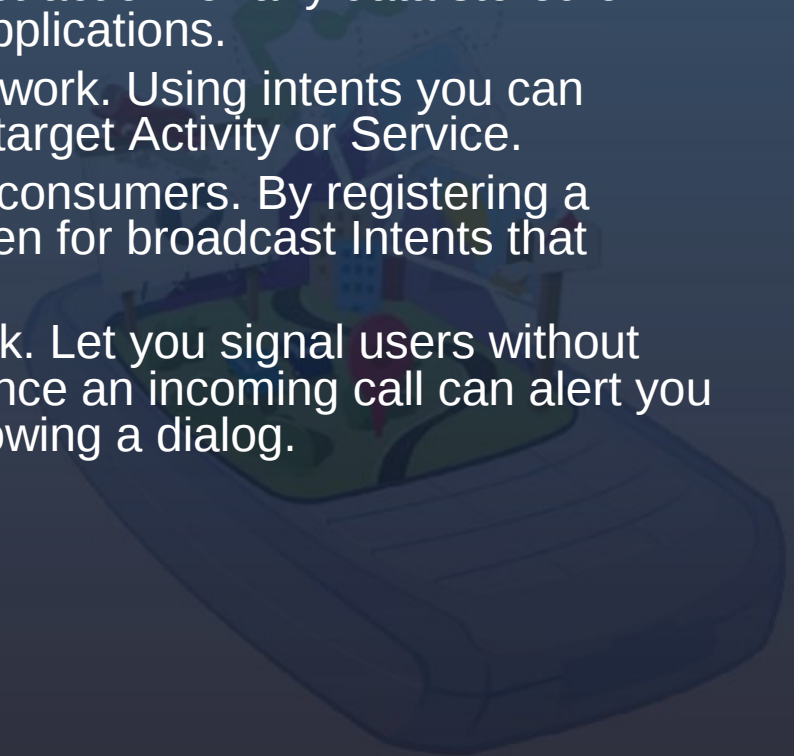 pplications.
work. Using intents you can
target Activity or Service.
consumers. By registering a
en for broadcast Intents that
k. Let you signal users without
nce an incoming call can alert you
owing a dialog.